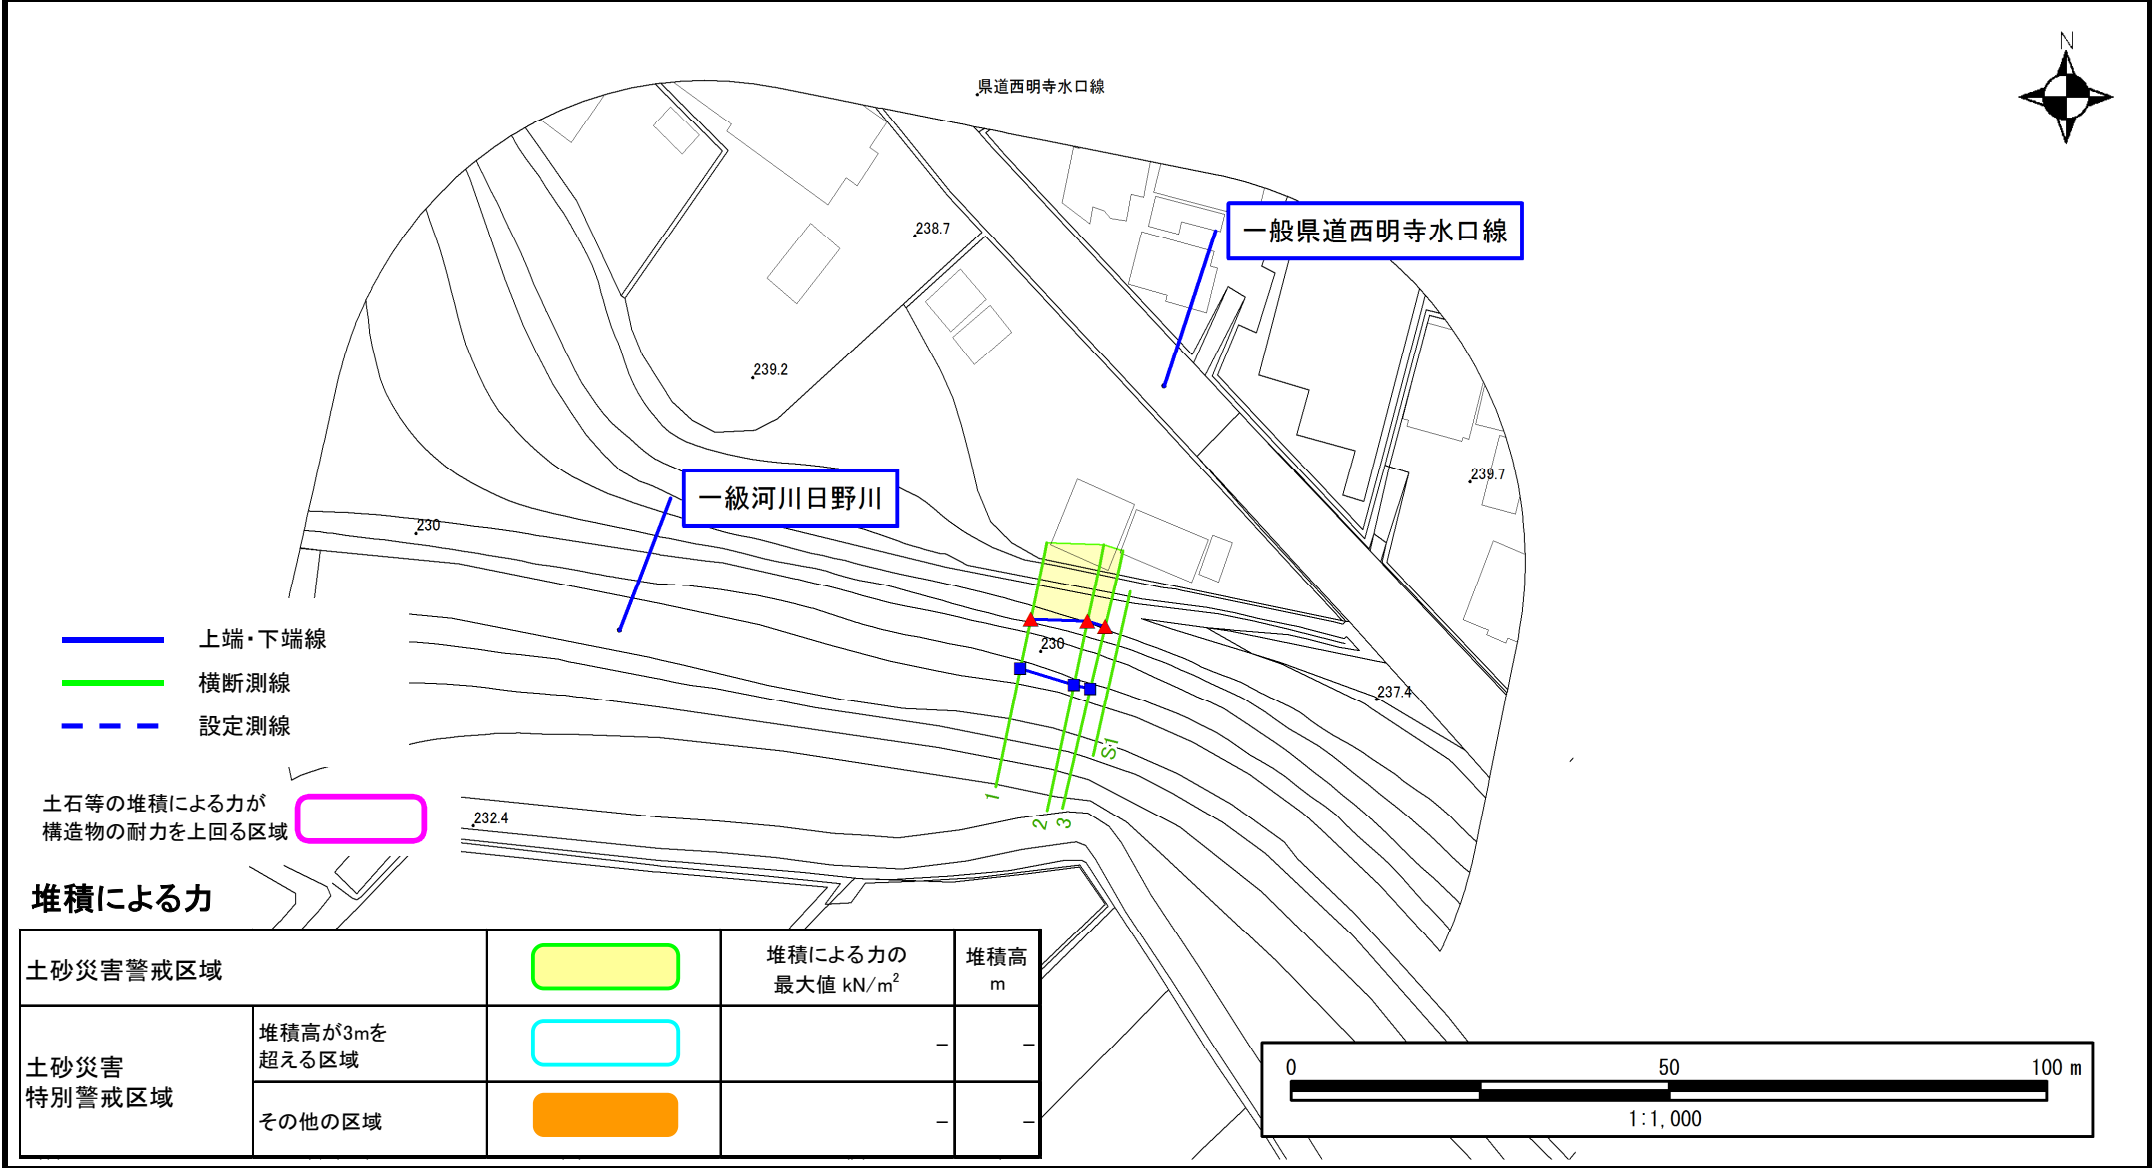 N
県道西明寺水口線
一般県道西明寺水口線
238.7
239.2
239.7
一級河川日野川
230
230
237.4
232.4
1
2
3
S1
上端・下端線
横断測線
設定測線
土石等の堆積による力が
構造物の耐力を上回る区域
堆積による力
土砂災害警戒区域
堆積による力の
最大値 kN/m²
堆積高
m
土砂災害
特別警戒区域
堆積高が3mを
超える区域
－
－
その他の区域
－
－
0 50 100 m
1:1,000